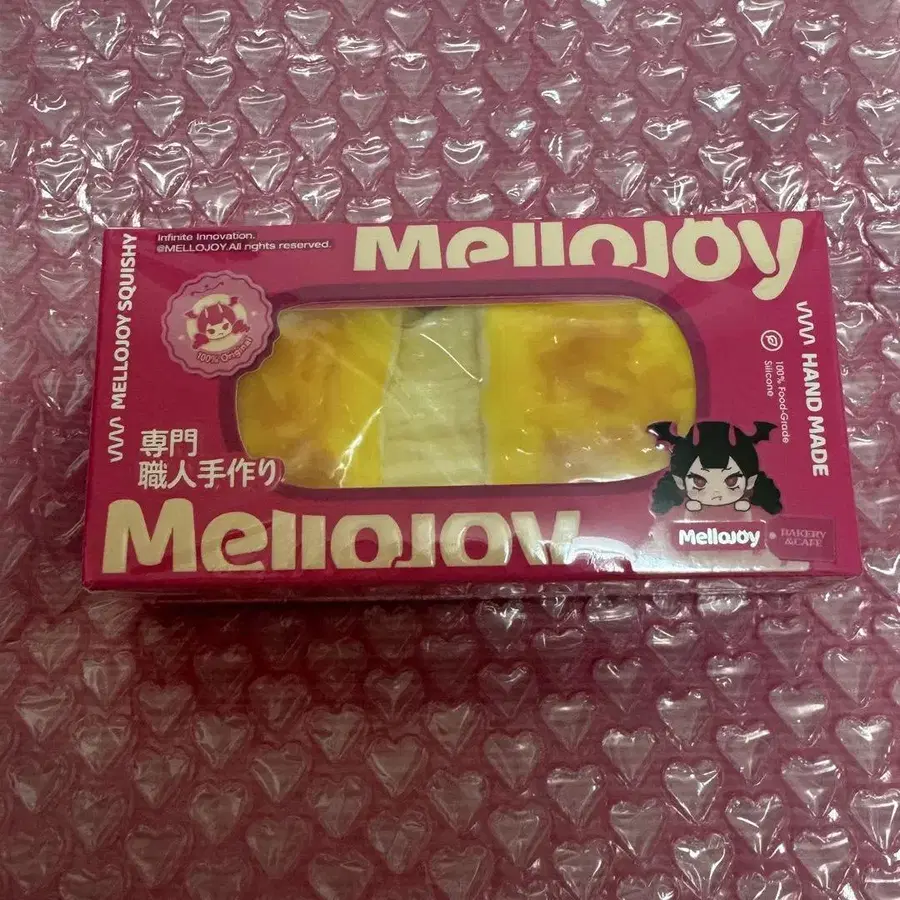 Infinite Innovation.
@MELLOJOY.All rights reserved.
Mellojoy
MELLOJOY SQUISHY
100% Original
HAND MADE
100% Food-Grade
Silicone
専門
職人手作り
Mellojoy
Mellojoy
BAKERY
&CAFE